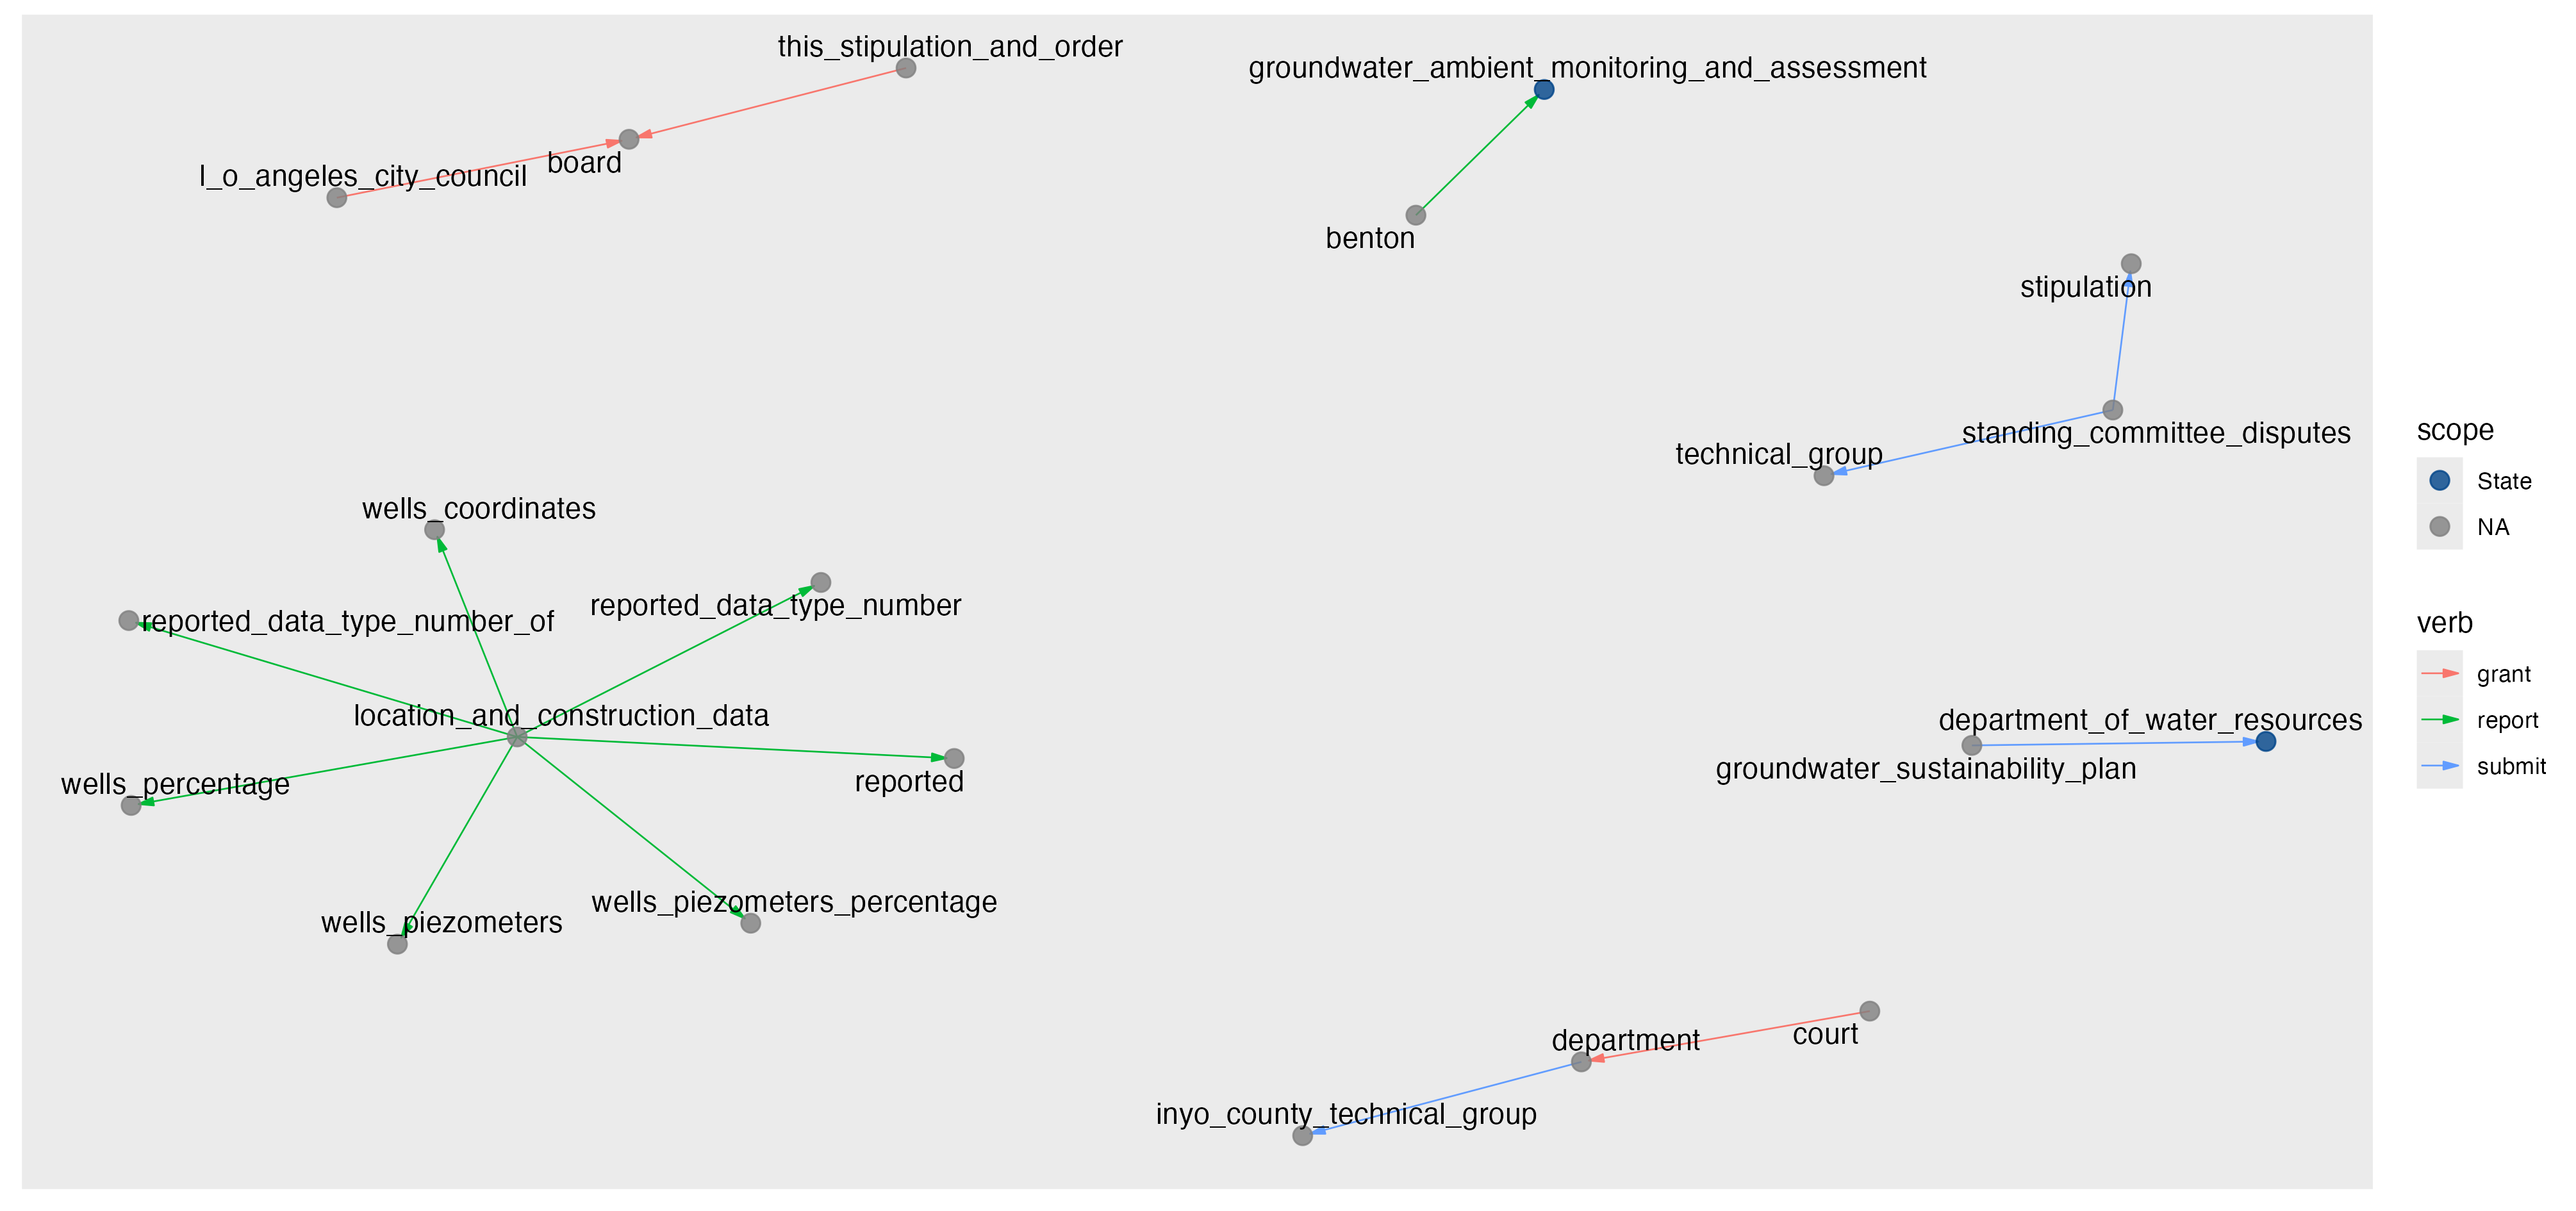 this_stipulation_and_order
groundwater_ambient_monitoring_and_assessment
board
l_o_angeles_city_council
benton
stipulation
standing_committee_disputes
technical_group
wells_coordinates
reported_data_type_number
reported_data_type_number_of
location_and_construction_data
wells_percentage
reported
wells_piezometers_percentage
wells_piezometers
department_of_water_resources
groundwater_sustainability_plan
department
court
inyo_county_technical_group
scope
State
NA
verb
grant
report
submit